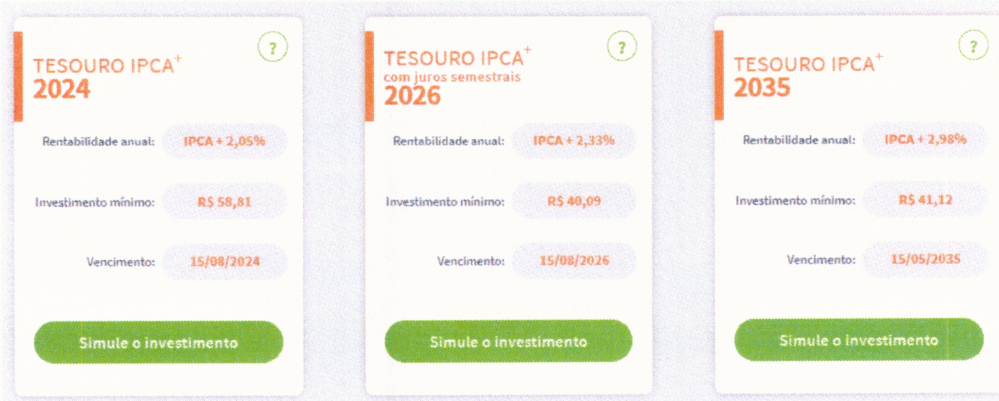 ?
TESOURO IPCA+
2024
Rentabilidade anual: IPCA + 2,05%
Investimento mínimo: R$ 58,81
Vencimento: 15/08/2024
Simule o investimento
?
TESOURO IPCA+
com juros semestrais
2026
Rentabilidade anual: IPCA + 2,33%
Investimento mínimo: R$ 40,09
Vencimento: 15/08/2026
Simule o investimento
?
TESOURO IPCA+
2035
Rentabilidade anual: IPCA + 2,98%
Investimento mínimo: R$ 41,12
Vencimento: 15/05/2035
Simule o investimento